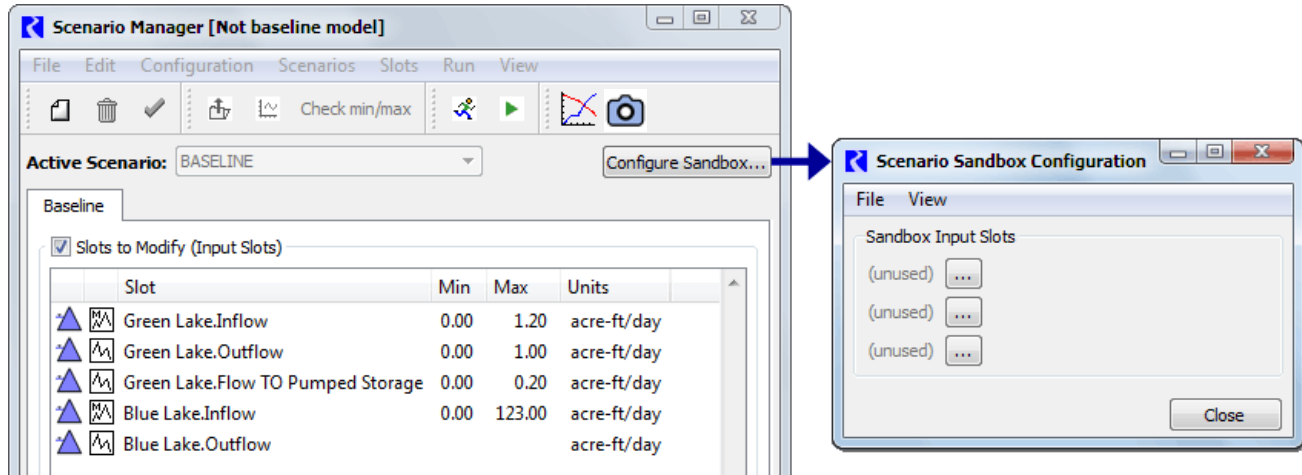 Scenario Manager [Not baseline model]
File Edit Configuration Scenarios Slots Run View
Check min/max
Active Scenario: BASELINE Configure Sandbox...
Baseline
Slots to Modify (Input Slots)
Slot Min Max Units
Green Lake.Inflow 0.00 1.20 acre-ft/day
Green Lake.Outflow 0.00 1.00 acre-ft/day
Green Lake.Flow TO Pumped Storage 0.00 0.20 acre-ft/day
Blue Lake.Inflow 0.00 123.00 acre-ft/day
Blue Lake.Outflow acre-ft/day
Scenario Sandbox Configuration
File View
Sandbox Input Slots
(unused) ...
(unused) ...
(unused) ...
Close